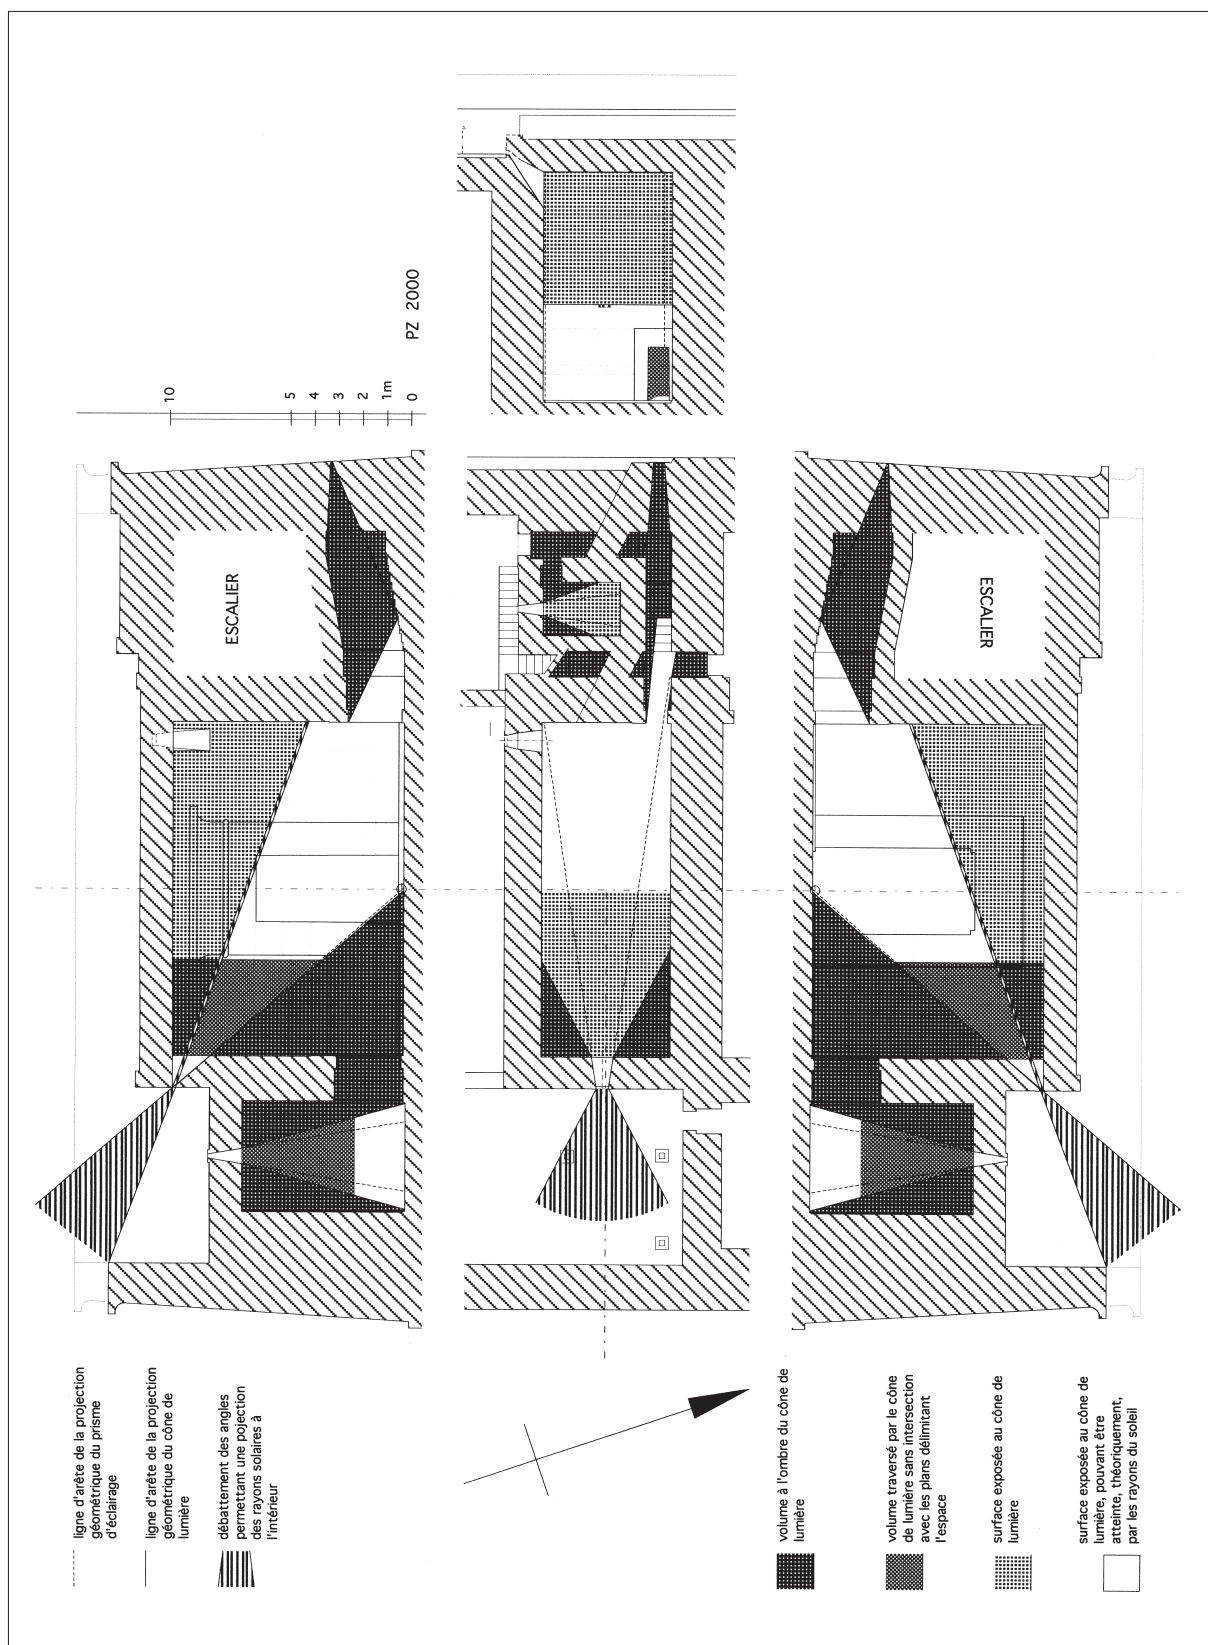 10
5
4
3
2
1m
0
PZ 2000
ESCALIER
ESCALIER
ligne d'arête de la projection
géométrique du prisme
d'éclairage
ligne d'arête de la projection
géométrique du cône de
lumière
débattement des angles
permettant une pojection
des rayons solaires à
l'intérieur
volume à l'ombre du cône de
lumière
volume traversé par le cône
de lumière sans intersection
avec les plans délimitant
l'espace
surface exposée au cône de
lumière
surface exposée au cône de
lumière, pouvant être
atteinte, théoriquement,
par les rayons du soleil